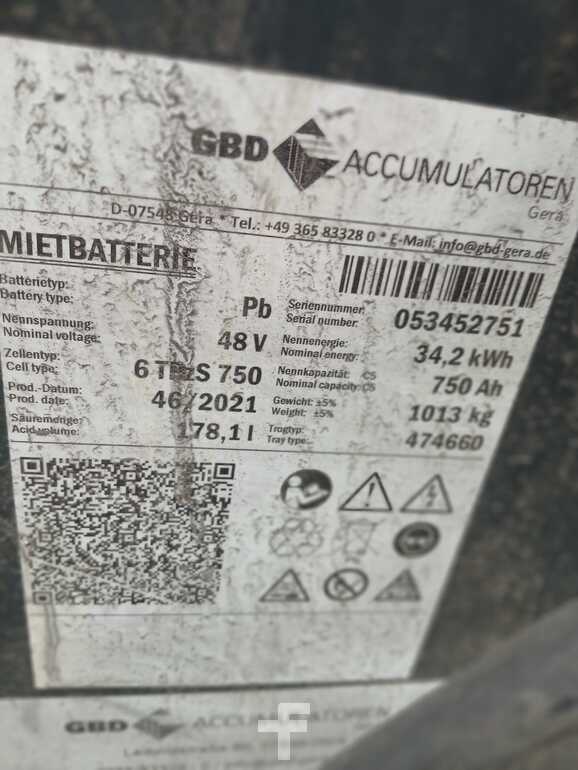 GBD ACCUMULATOREN
Gera
D-07548 Gera * Tel.: +49 365 83328 0 * E-Mail: info@gbd-gera.de
MIETBATTERIE
Batterietyp:
Battery type: Pb
Nennspannung:
Nominal voltage: 48 V
Zellentyp:
Cell type: 6 TPzS 750
Prod.-Datum:
Prod. date: 46/2021
Säuremenge:
Acid volume: 178,1 l
Seriennummer:
Serial number: 053452751
Nennenergie:
Nominal energy: 34,2 kWh
Nennkapazität: C5
Nominal capacity: C5 750 Ah
Gewicht: ±5%
Weight: ±5% 1013 kg
Trogtyp:
Tray type: 474660
GBD ACCUMULATOREN